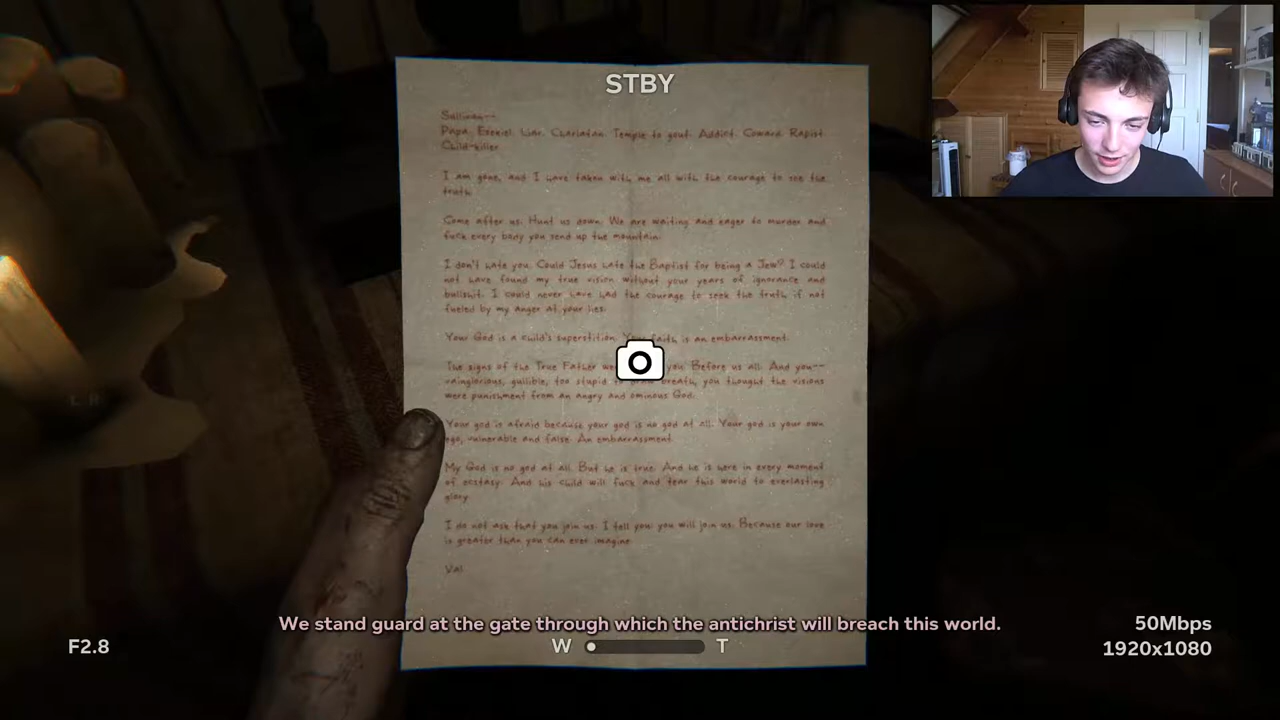 STBY
Sullivan--
Papa. Ezekiel. Liar. Charlatan. Temple to gout. Addict. Coward. Rapist.
Child-killer.
I am gone, and I have taken with me all with the courage to see the
truth.
Come after us. Hunt us down. We are waiting and eager to murder and
fuck every body you send up the mountain.
I don't hate you. Could Jesus hate the Baptist for being a Jew? I could
not have found my true vision without your years of ignorance and
bullshit. I could never have had the courage to seek the truth if not
fueled by my anger at your lies.
Your God is a child's superstition. Your faith is an embarrassment.
The signs of the True Father you. Before us all. And you--
vainglorious, gullible, too stupid to breath, you thought the visions
were punishment from an angry and ominous God.
Your god is afraid because your god is no god at all. Your god is your own
ego, vulnerable and false. An embarrassment.
My God is no god at all. But he is true. And he is here in every moment
of ecstasy. And his child will fuck and tear this world to everlasting
glory.
I do not ask that you join us. I tell you: you will join us. Because our love
is greater than you can ever imagine.
Val
We stand guard at the gate through which the antichrist will breach this world.
F2.8
W T
50Mbps
1920x1080